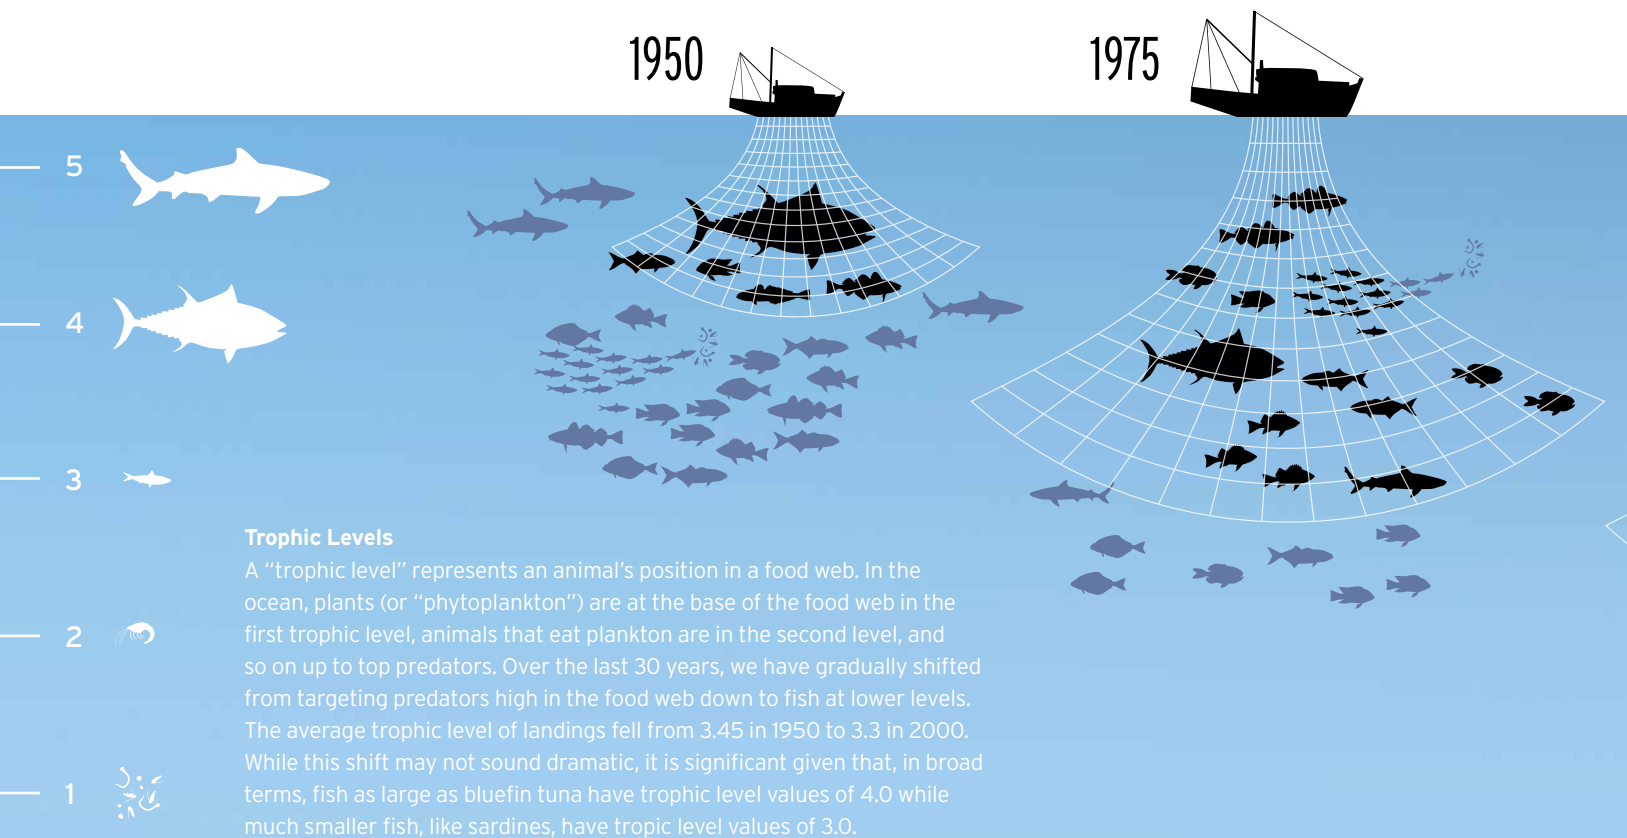 1950
1975
5
4
3
2
1
Trophic Levels
A “trophic level” represents an animal’s position in a food web. In the
ocean, plants (or “phytoplankton”) are at the base of the food web in the
first trophic level, animals that eat plankton are in the second level, and
so on up to top predators. Over the last 30 years, we have gradually shifted
from targeting predators high in the food web down to fish at lower levels.
The average trophic level of landings fell from 3.45 in 1950 to 3.3 in 2000.
While this shift may not sound dramatic, it is significant given that, in broad
terms, fish as large as bluefin tuna have trophic level values of 4.0 while
much smaller fish, like sardines, have tropic level values of 3.0.